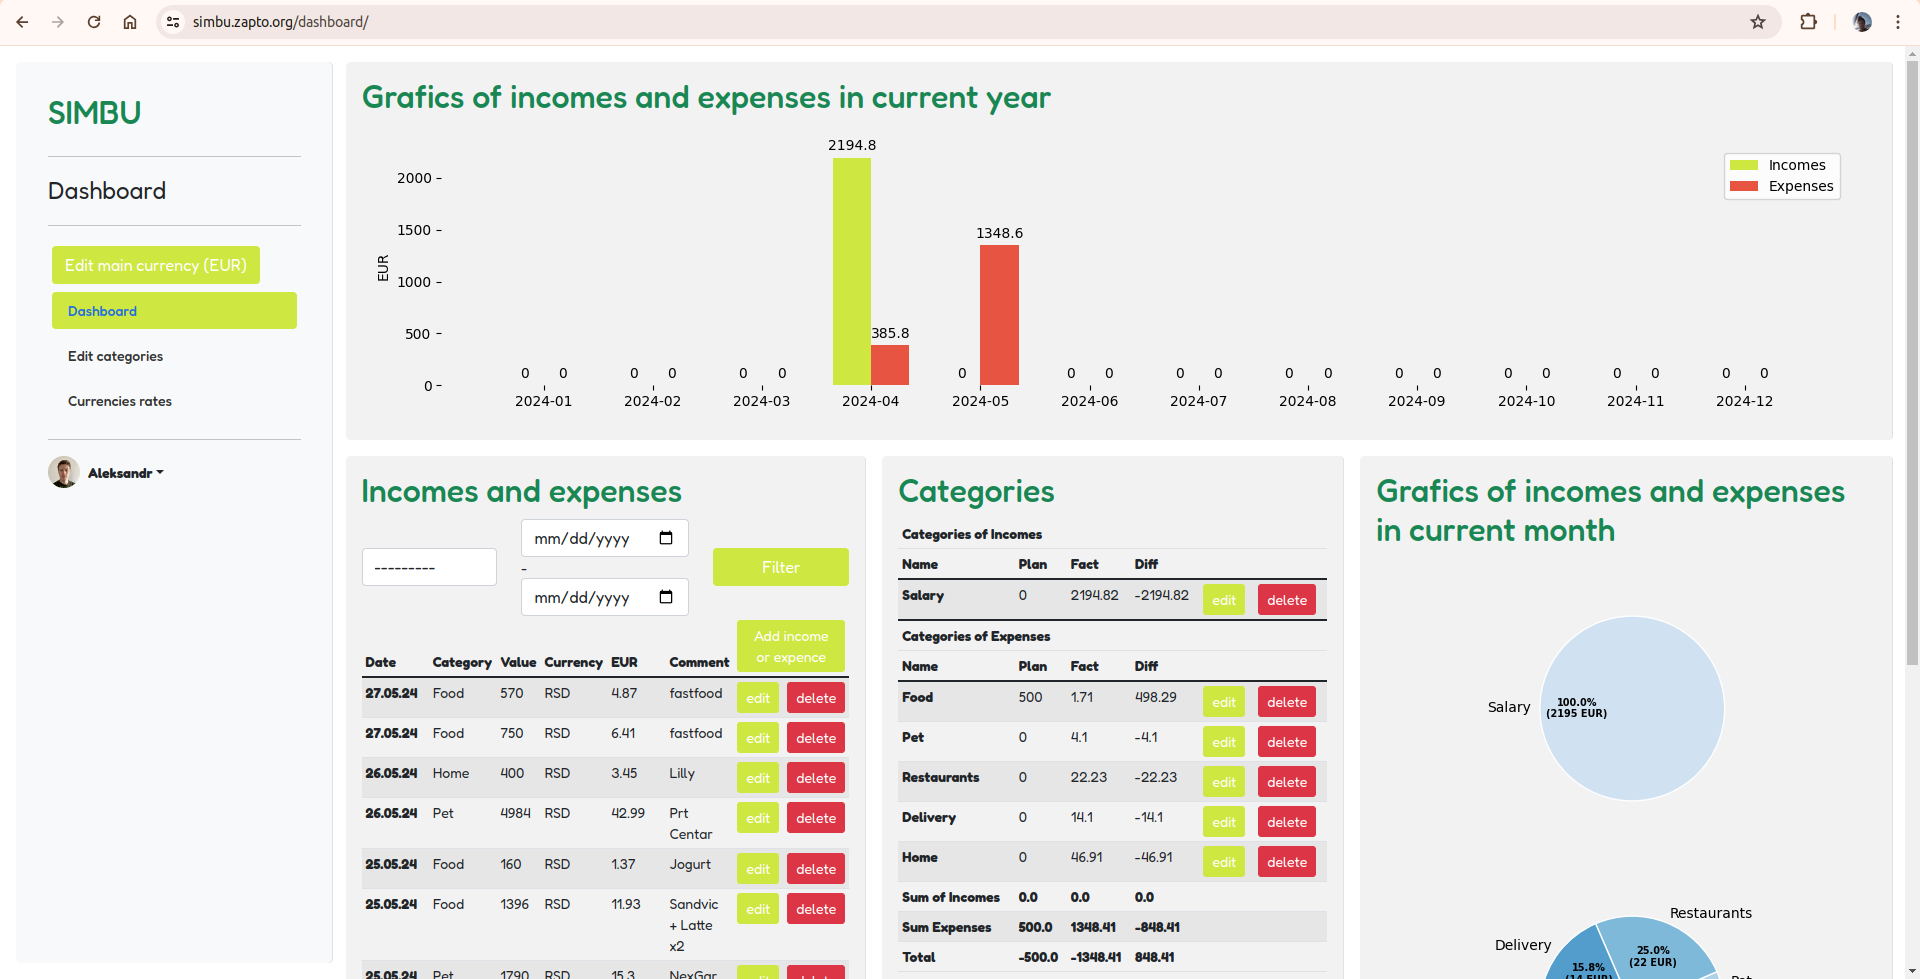 simbu.zapto.org/dashboard/
SIMBU
Dashboard
Edit main currency (EUR)
Dashboard
Edit categories
Currencies rates
Aleksandr
Grafics of incomes and expenses in current year
2194.8
Incomes
Expenses
2000
1500
1348.6
EUR
1000
500
385.8
0 0 0 0 0 0 0 0 0 0 0 0 0 0 0 0 0 0 0 0 0
0
2024-01 2024-02 2024-03 2024-04 2024-05 2024-06 2024-07 2024-08 2024-09 2024-10 2024-11 2024-12
Incomes and expenses
---------
mm/dd/yyyy
-
mm/dd/yyyy
Filter
Add income
or expence
Date Category Value Currency EUR Comment
27.05.24 Food 570 RSD 4.87 fastfood edit delete
27.05.24 Food 750 RSD 6.41 fastfood edit delete
26.05.24 Home 400 RSD 3.45 Lilly edit delete
26.05.24 Pet 4984 RSD 42.99 Prt edit delete
Centar
25.05.24 Food 160 RSD 1.37 Jogurt edit delete
25.05.24 Food 1396 RSD 11.93 Sandvic edit delete
+ Latte
x2
25.05.24 Pet 1790 RSD 15.3 NexGar
Categories
Categories of Incomes
Name Plan Fact Diff
Salary 0 2194.82 -2194.82 edit delete
Categories of Expenses
Name Plan Fact Diff
Food 500 1.71 498.29 edit delete
Pet 0 4.1 -4.1 edit delete
Restaurants 0 22.23 -22.23 edit delete
Delivery 0 14.1 -14.1 edit delete
Home 0 46.91 -46.91 edit delete
Sum of Incomes 0.0 0.0 0.0
Sum Expenses 500.0 1348.41 -848.41
Total -500.0 -1348.41 848.41
Grafics of incomes and expenses
in current month
Salary
100.0%
(2195 EUR)
Restaurants
Delivery
25.0%
(22 EUR)
15.8%
(14 EUR)
Pet